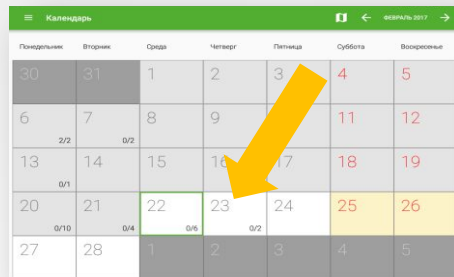 Календарь ФЕВРАЛЬ 2017
Понедельник Вторник Среда Четверг Пятница Суббота Воскресенье
30 31 1 2 3 4 5
6 7 8 9 11 12
2/2 0/2
13 14 15 16 17 18 19
0/1
20 21 22 23 24 25 26
0/10 0/4 0/6 0/2
27 28 1 2 3 4 5